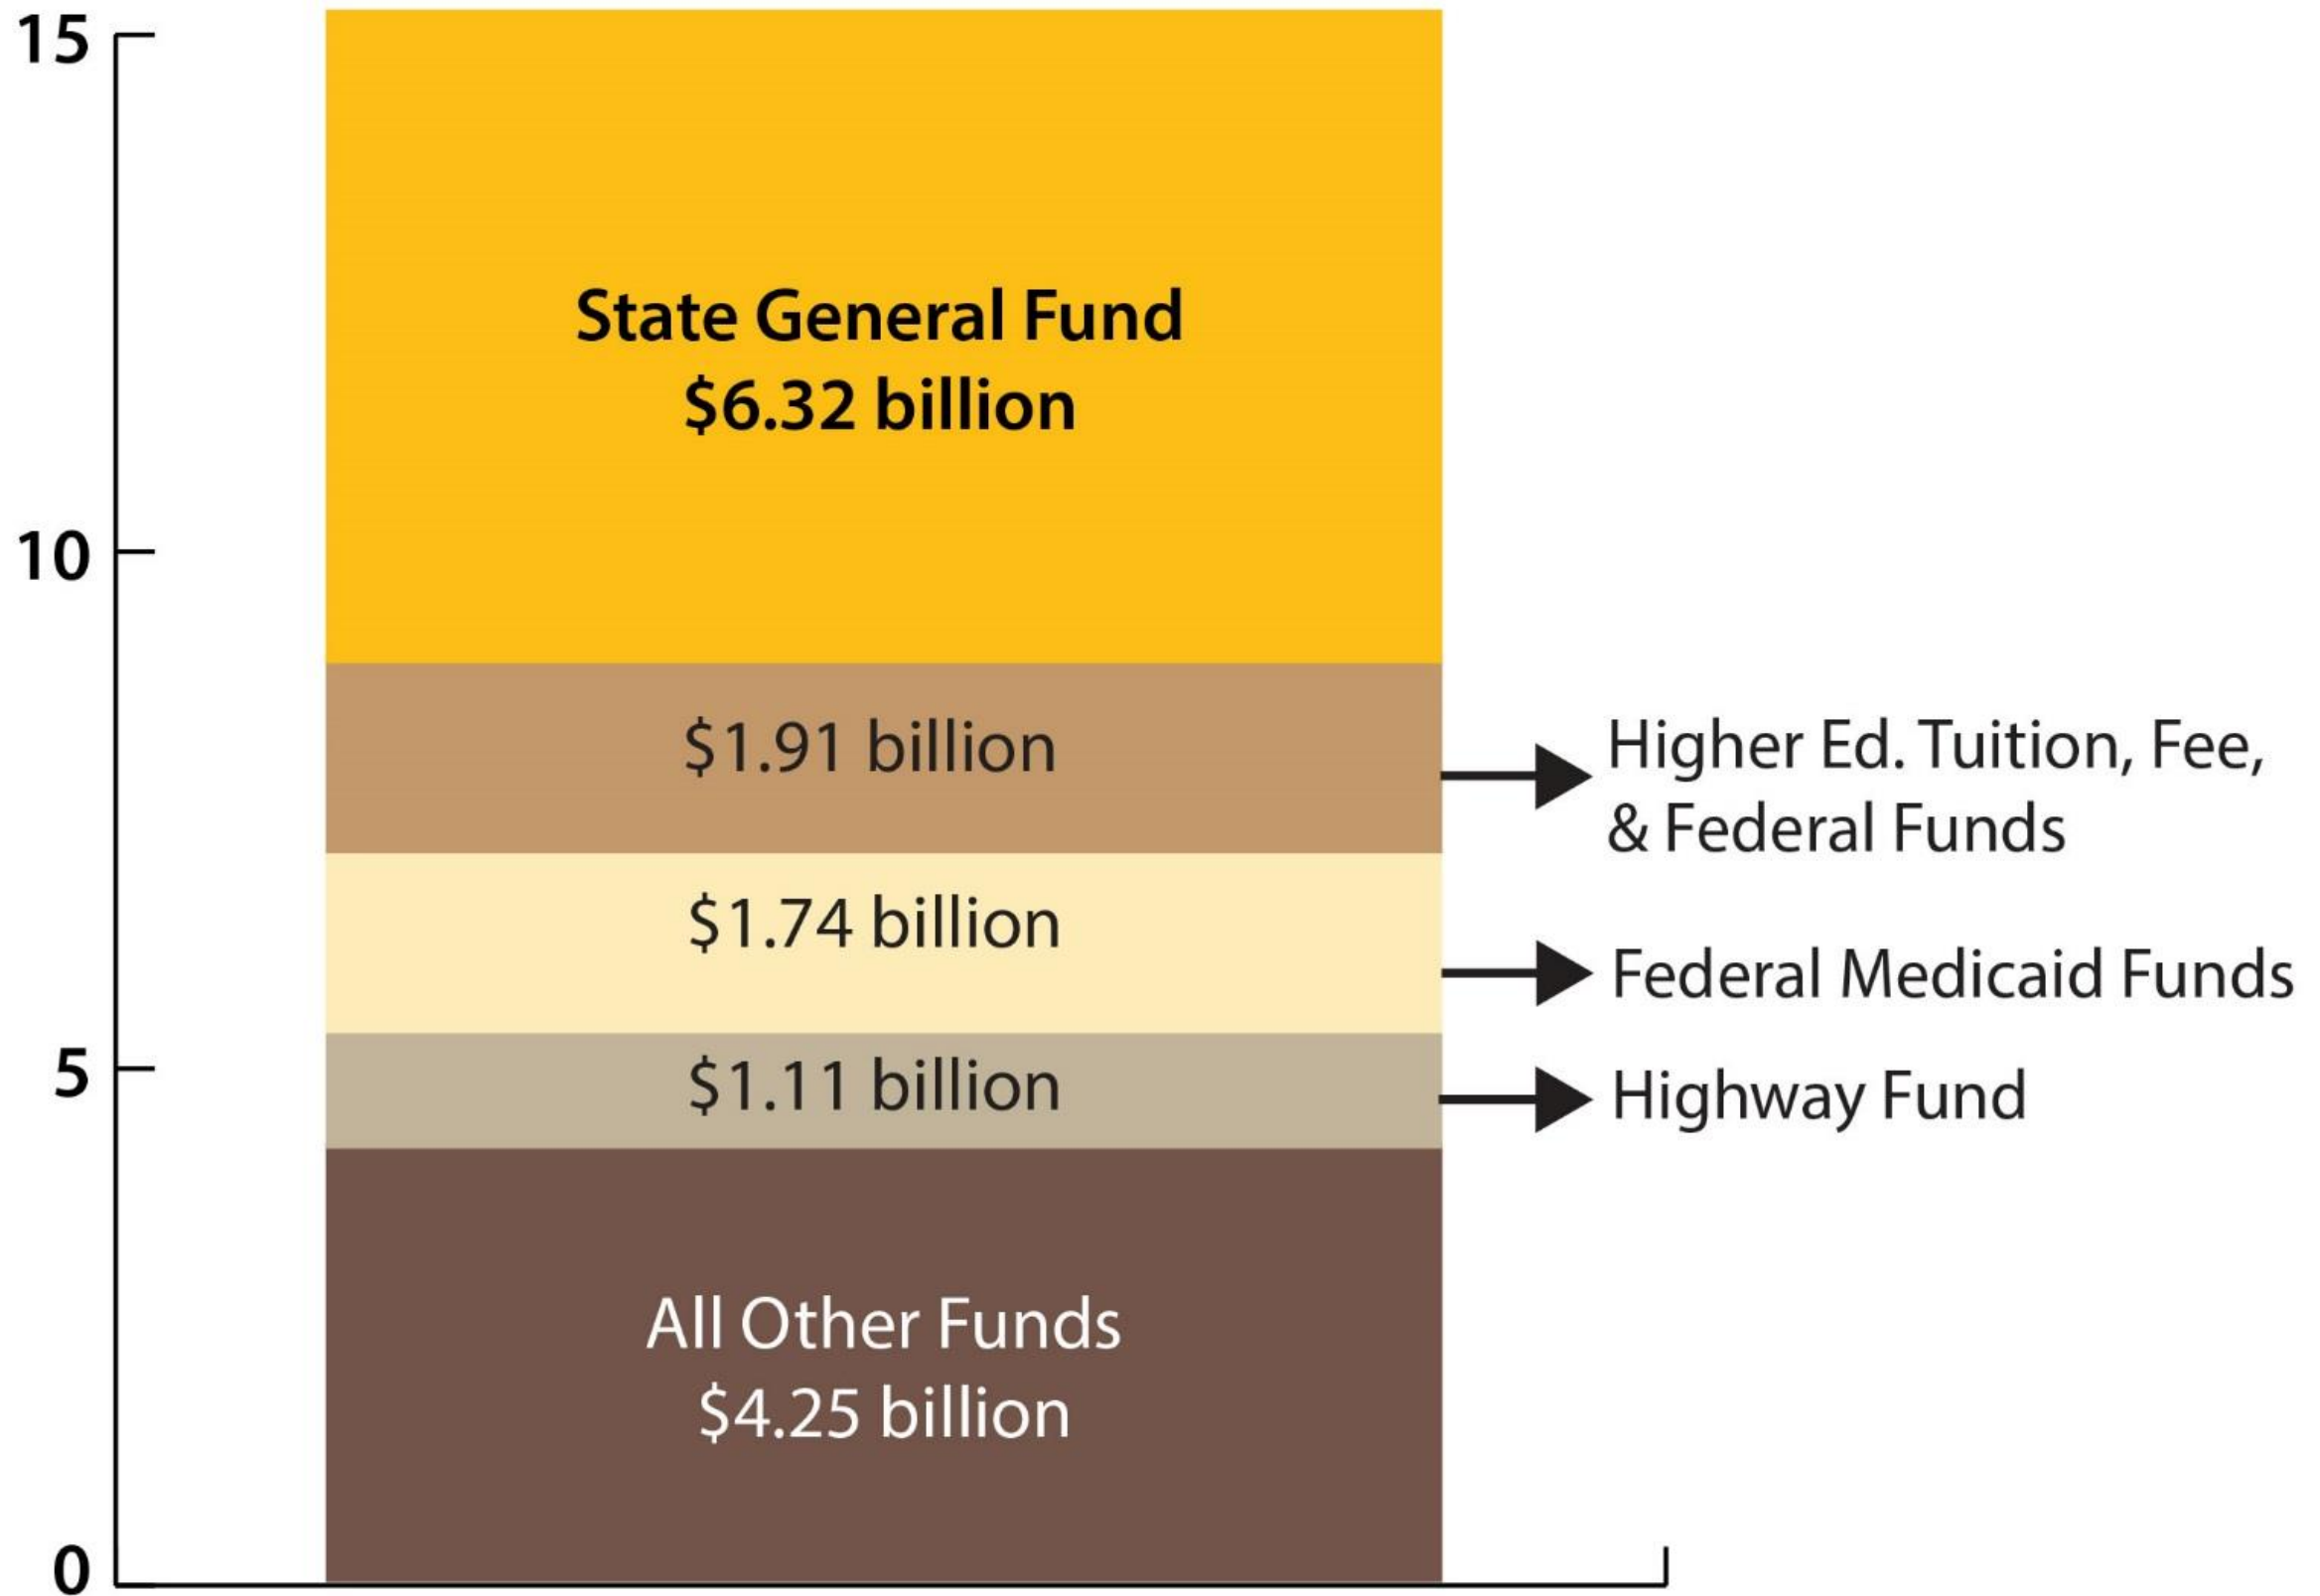 15
State General Fund
$6.32 billion
10
$1.91 billion
Higher Ed. Tuition, Fee,
& Federal Funds
$1.74 billion
Federal Medicaid Funds
5
$1.11 billion
Highway Fund
All Other Funds
$4.25 billion
0